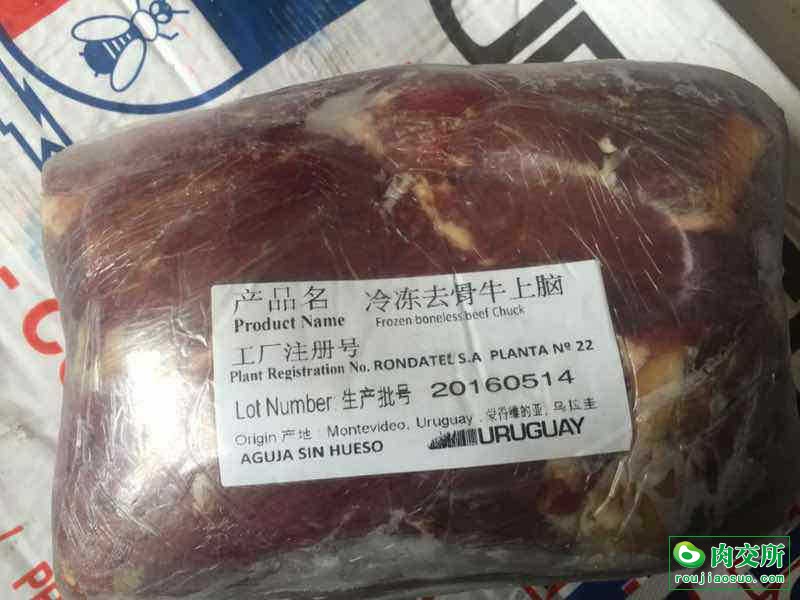 产品名 冷冻去骨牛上脑
Product Name Frozen boneless beef Chuck
工厂注册号
Plant Registration No. RONDATEL S.A PLANTA Nº 22
Lot Number 生产批号 20160514
Origin 产地: Montevideo, Uruguay .蒙得维的亚, 乌拉圭
AGUJA SIN HUESO URUGUAY
肉交所
roujiaosuo.com